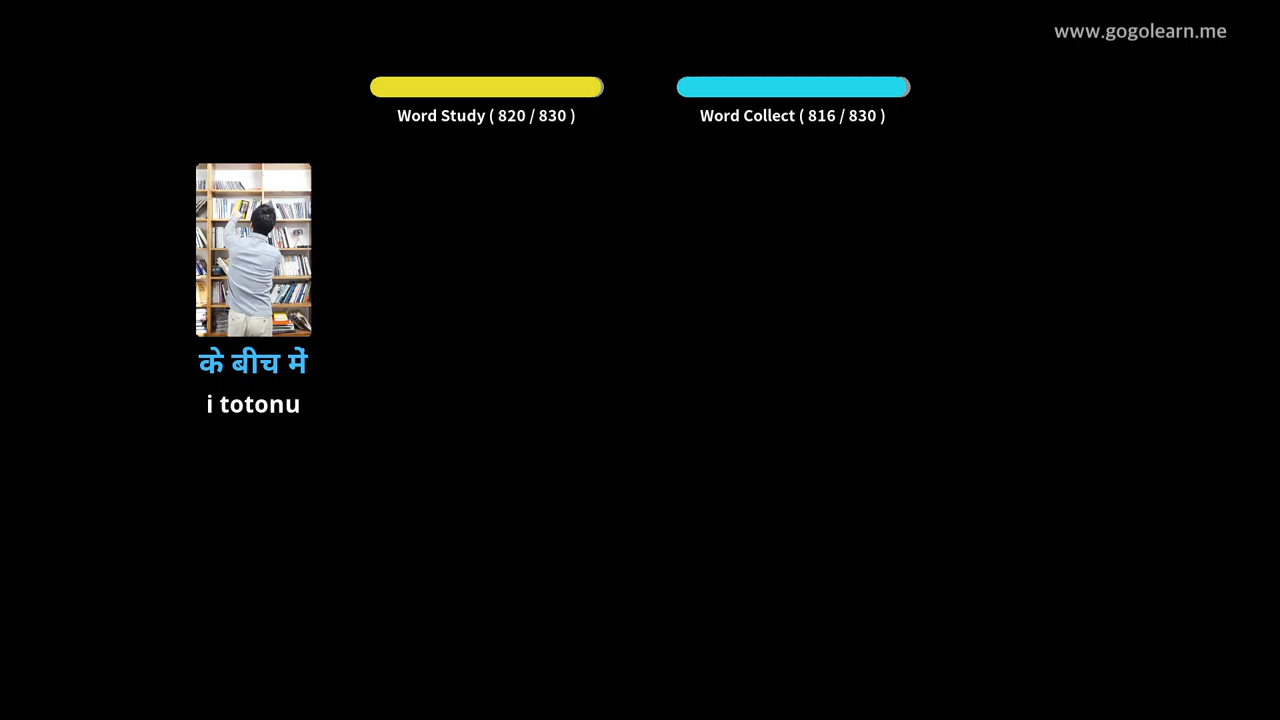 www.gogolearn.me
Word Study ( 820 / 830 )
Word Collect ( 816 / 830 )
के बीच में
i totonu